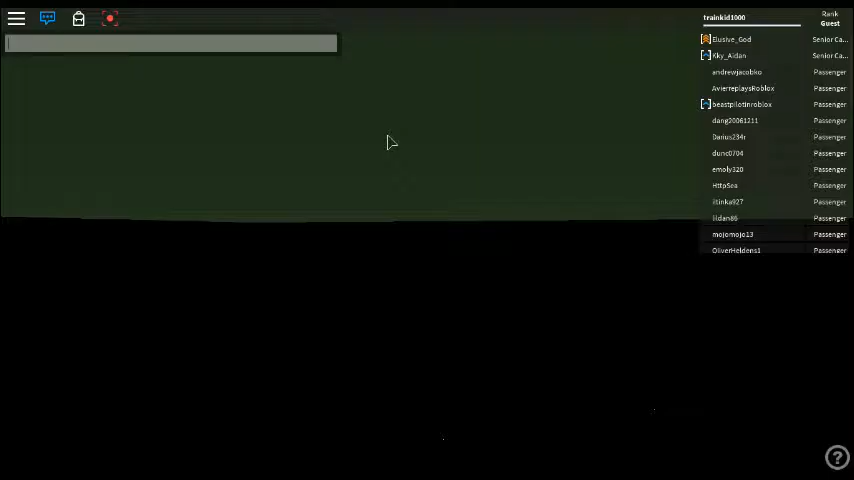 trainkid1000 Rank
Guest
Elusive_God Senior Ca...
Kky_Aidan Senior Ca...
andrewjacobko Passenger
AvierreplaysRoblox Passenger
beastpilotinroblox Passenger
dang20061211 Passenger
Darius234r Passenger
dunc0704 Passenger
emoly320 Passenger
HttpSea Passenger
iltinka927 Passenger
lildan86 Passenger
mojomojo13 Passenger
OliverHeldens1 Passenger
?